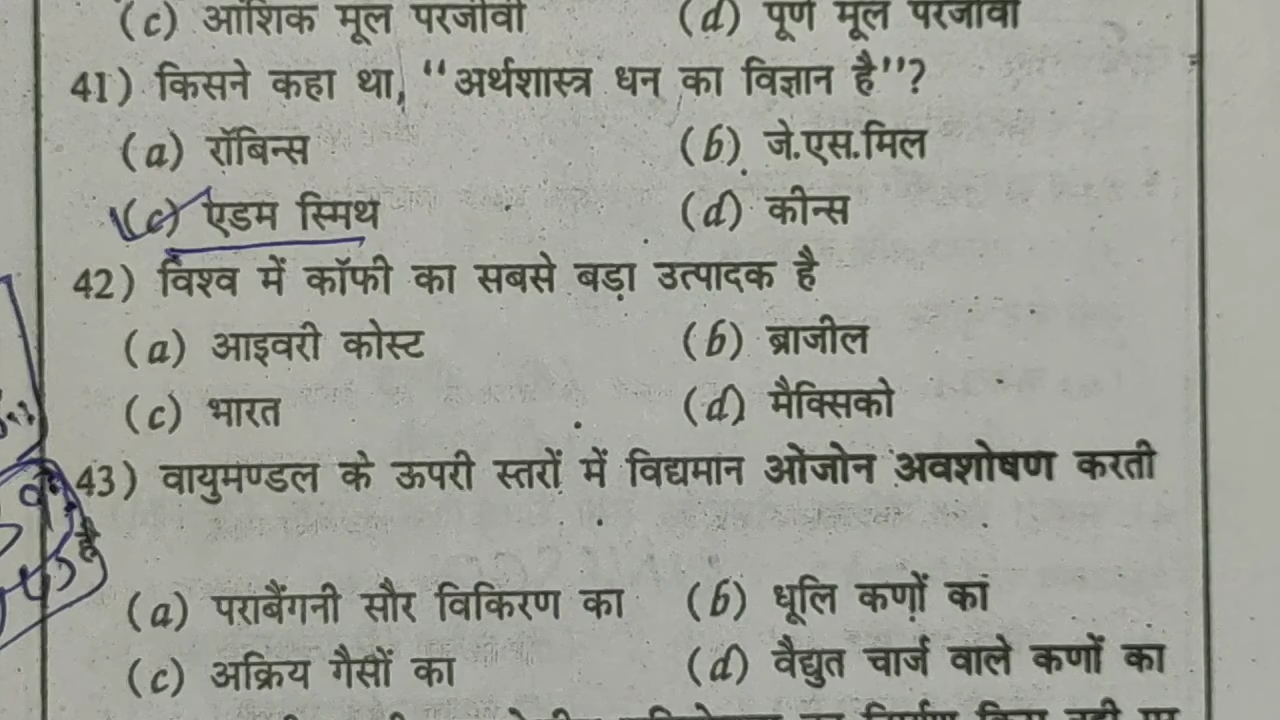 (c) आंशिक मूल परजीवी (d) पूर्ण मूल परजीवी
41) किसने कहा था, “अर्थशास्त्र धन का विज्ञान है”?
(a) रॉबिन्स (b) जे.एस.मिल
(c) एडम स्मिथ (d) कीन्स
42) विश्व में कॉफी का सबसे बड़ा उत्पादक है
(a) आइवरी कोस्ट (b) ब्राजील
(c) भारत (d) मैक्सिको
43) वायुमण्डल के ऊपरी स्तरों में विद्यमान ओजोन अवशोषण करती
है
(a) पराबैंगनी सौर विकिरण का (b) धूलि कणों का
(c) अक्रिय गैसों का (d) वैद्युत चार्ज वाले कणों का